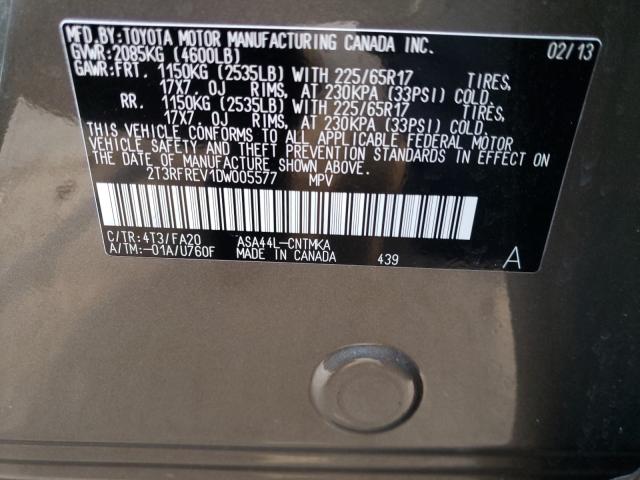 MFD.BY:TOYOTA MOTOR MANUFACTURING CANADA INC. 02/13
GVWR:2085KG (4600LB)
GAWR:FRT. 1150KG (2535LB) WITH 225/65R17 TIRES,
17X7.0J RIMS, AT 230KPA (33PSI) COLD.
RR. 1150KG (2535LB) WITH 225/65R17 TIRES,
17X7.0J RIMS, AT 230KPA (33PSI) COLD.
THIS VEHICLE CONFORMS TO ALL APPLICABLE FEDERAL MOTOR
VEHICLE SAFETY AND THEFT PREVENTION STANDARDS IN EFFECT ON
THE DATE OF MANUFACTURE SHOWN ABOVE.
2T3RFREV1DW005577 MPV
C/TR:4T3/FA20 ASA44L-CNTMKA
A/TM:-01A/U760F MADE IN CANADA 439 A